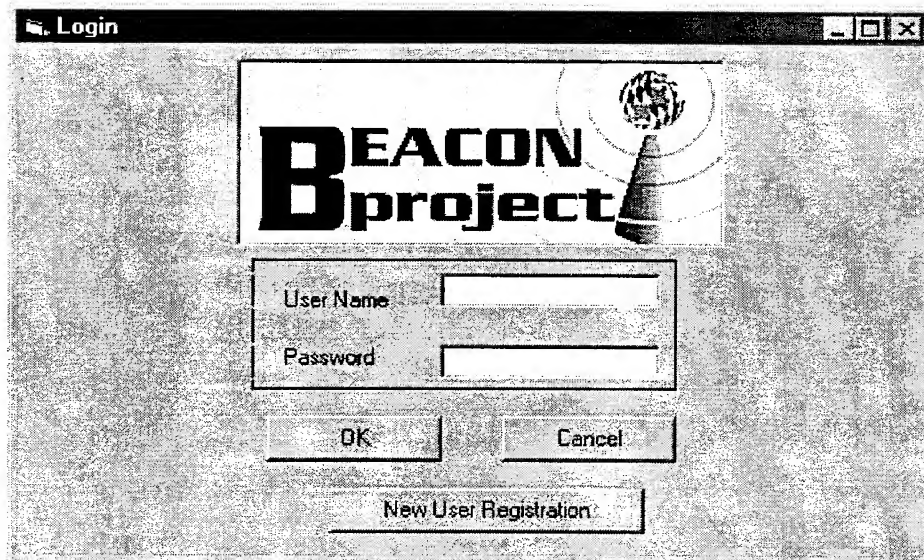 Login
BEACON
project
User Name
Password
OK Cancel
New User Registration